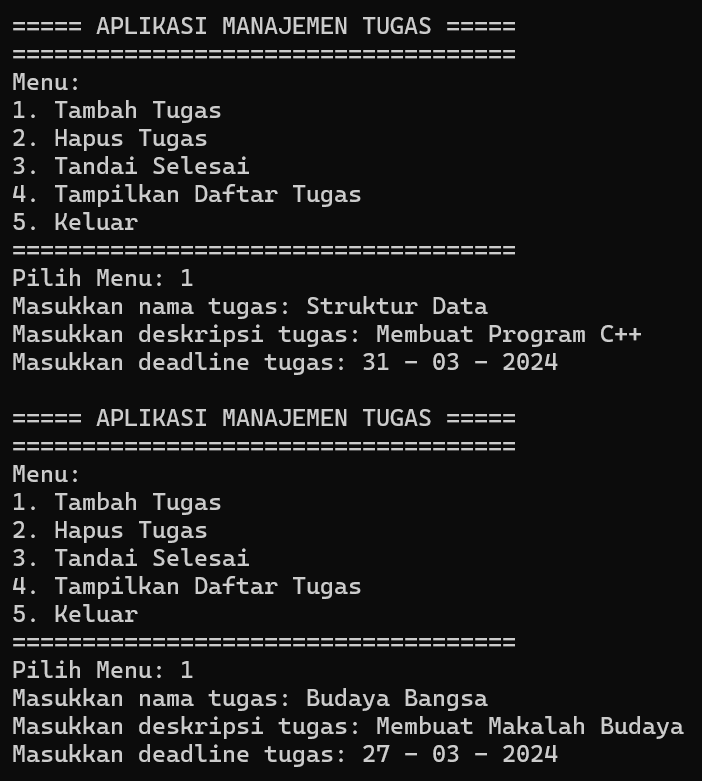 ===== APLIKASI MANAJEMEN TUGAS =====
====================================
Menu:
1. Tambah Tugas
2. Hapus Tugas
3. Tandai Selesai
4. Tampilkan Daftar Tugas
5. Keluar
====================================
Pilih Menu: 1
Masukkan nama tugas: Struktur Data
Masukkan deskripsi tugas: Membuat Program C++
Masukkan deadline tugas: 31 - 03 - 2024

===== APLIKASI MANAJEMEN TUGAS =====
====================================
Menu:
1. Tambah Tugas
2. Hapus Tugas
3. Tandai Selesai
4. Tampilkan Daftar Tugas
5. Keluar
====================================
Pilih Menu: 1
Masukkan nama tugas: Budaya Bangsa
Masukkan deskripsi tugas: Membuat Makalah Budaya
Masukkan deadline tugas: 27 - 03 - 2024